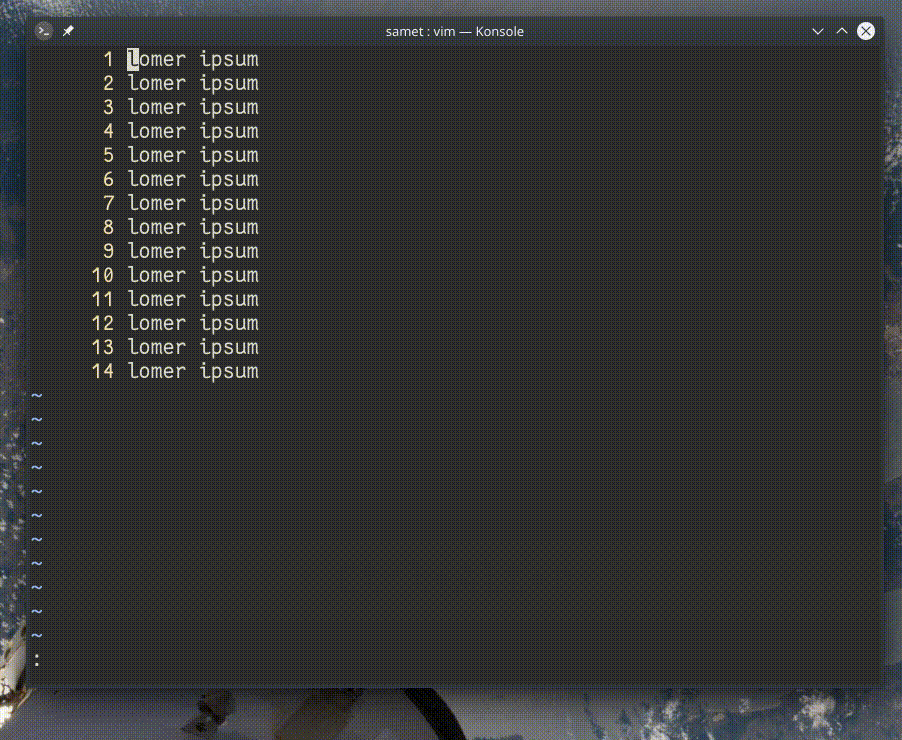 samet : vim — Konsole
1 lomer ipsum
2 lomer ipsum
3 lomer ipsum
4 lomer ipsum
5 lomer ipsum
6 lomer ipsum
7 lomer ipsum
8 lomer ipsum
9 lomer ipsum
10 lomer ipsum
11 lomer ipsum
12 lomer ipsum
13 lomer ipsum
14 lomer ipsum
~
~
~
~
~
~
~
~
~
~
~
: